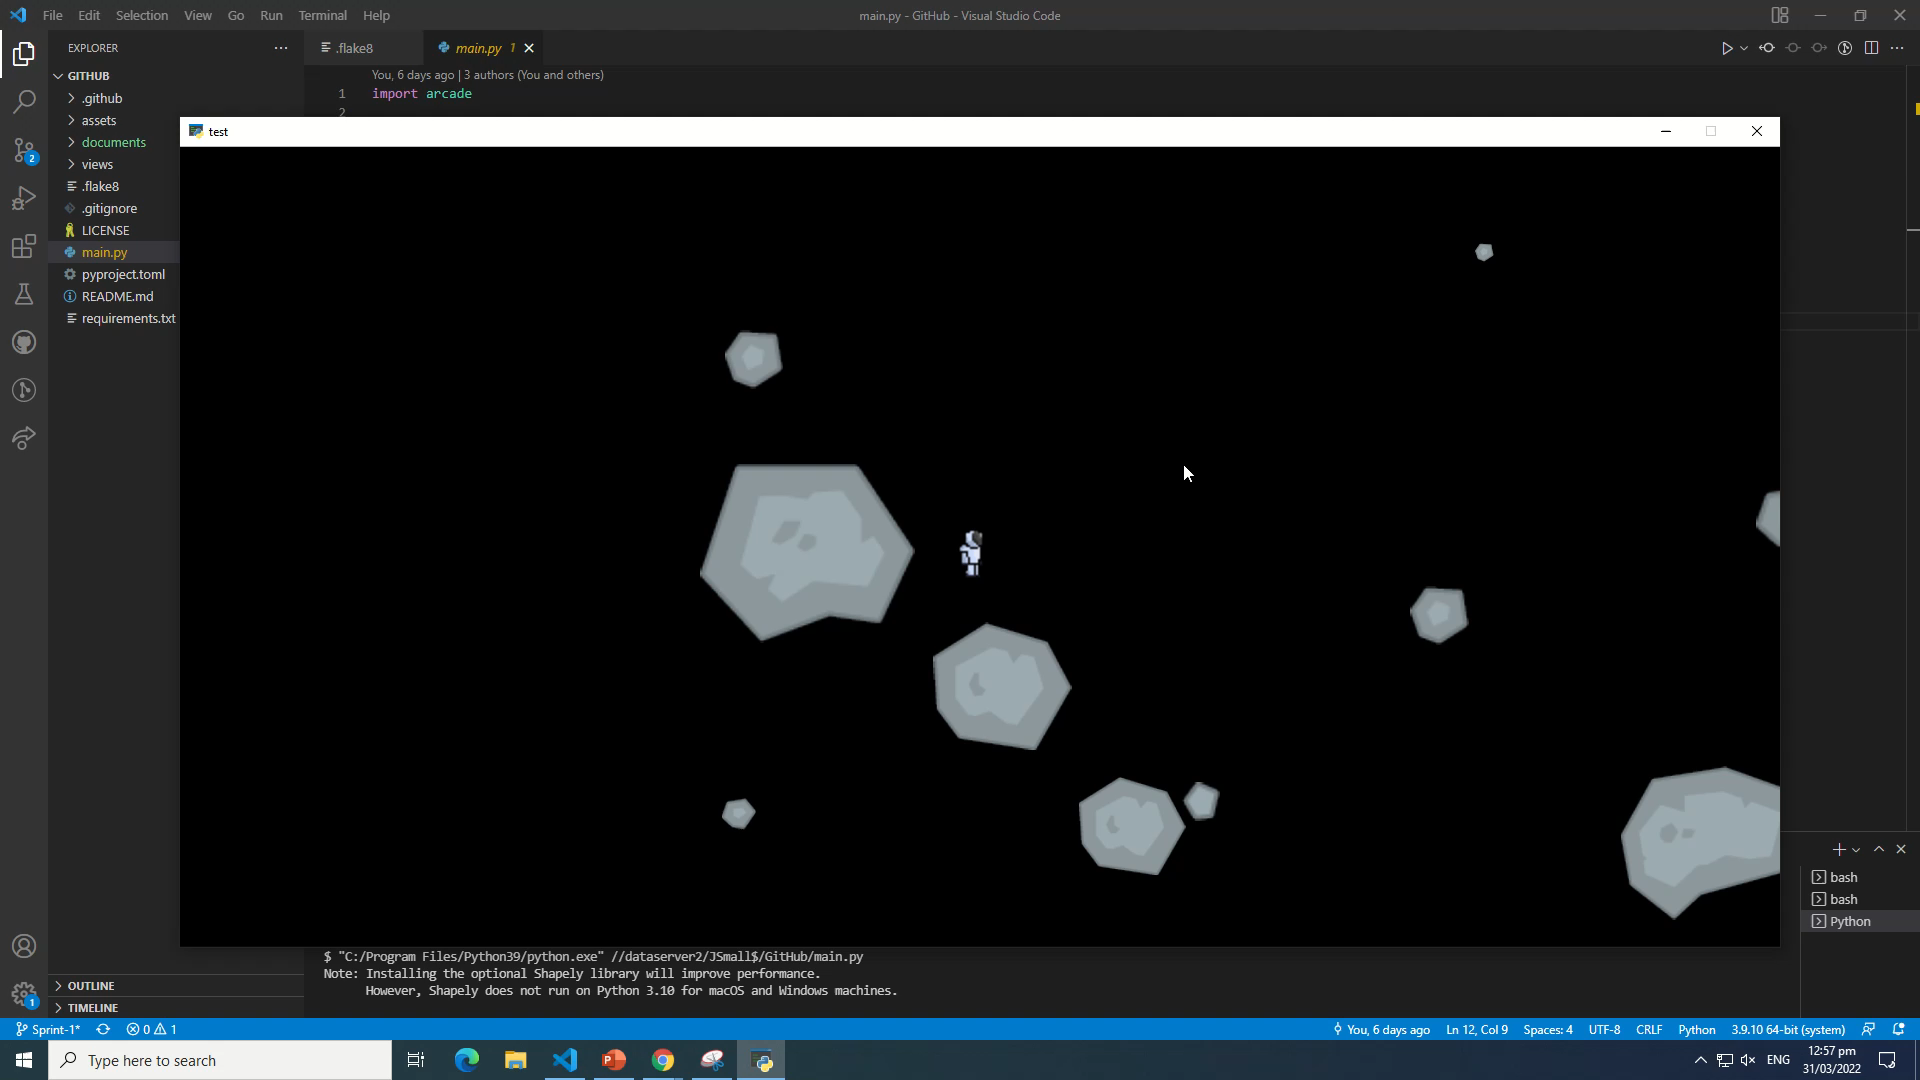 File Edit Selection View Go Run Terminal Help
main.py - GitHub - Visual Studio Code
EXPLORER
.flake8
main.py 1
You, 6 days ago | 3 authors (You and others)
1 import arcade
2
GITHUB
.github
assets
documents
views
.flake8
.gitignore
LICENSE
main.py
pyproject.toml
README.md
requirements.txt
2
test
bash
bash
Python
$ "C:/Program Files/Python39/python.exe" //dataserver2/JSmall$/GitHub/main.py
Note: Installing the optional Shapely library will improve performance.
However, Shapely does not run on Python 3.10 for macOS and Windows machines.
OUTLINE
TIMELINE
1
Sprint-1* 0 1
You, 6 days ago Ln 12, Col 9 Spaces: 4 UTF-8 CRLF Python 3.9.10 64-bit (system)
Type here to search
P
ENG
12:57 pm
31/03/2022